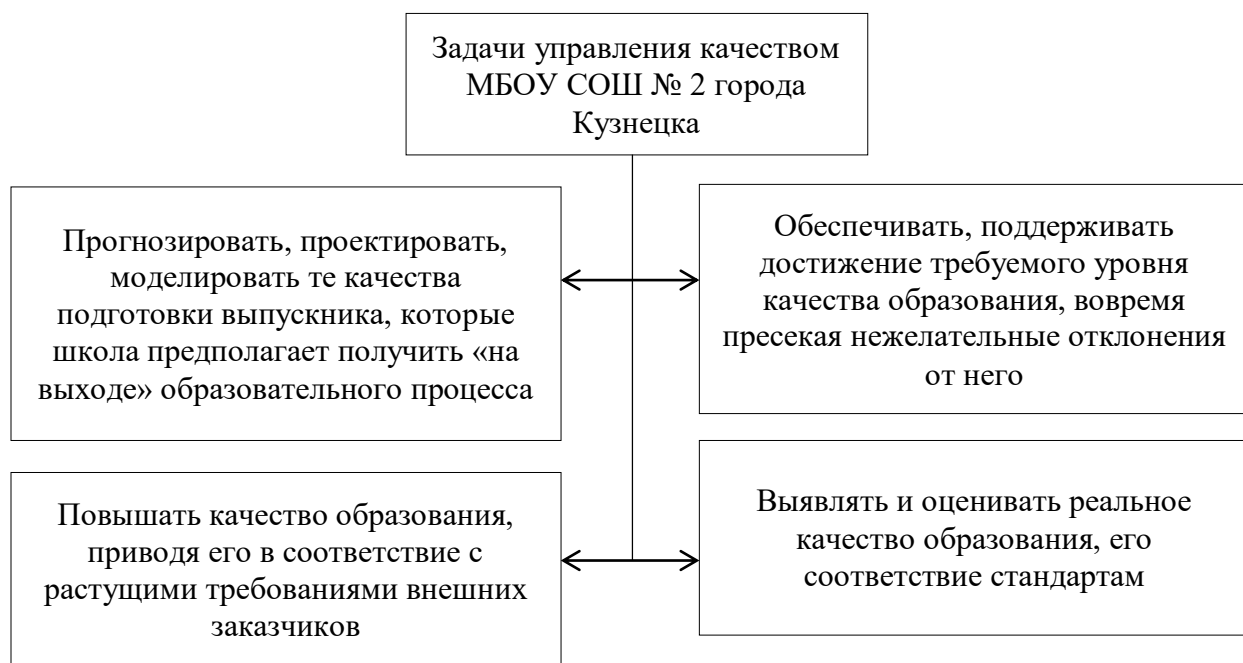 Задачи управления качеством
МБОУ СОШ № 2 города
Кузнецка
Прогнозировать, проектировать,
моделировать те качества
подготовки выпускника, которые
школа предполагает получить «на
выходе» образовательного процесса
Обеспечивать, поддерживать
достижение требуемого уровня
качества образования, вовремя
пресекая нежелательные отклонения
от него
Повышать качество образования,
приводя его в соответствие с
растущими требованиями внешних
заказчиков
Выявлять и оценивать реальное
качество образования, его
соответствие стандартам